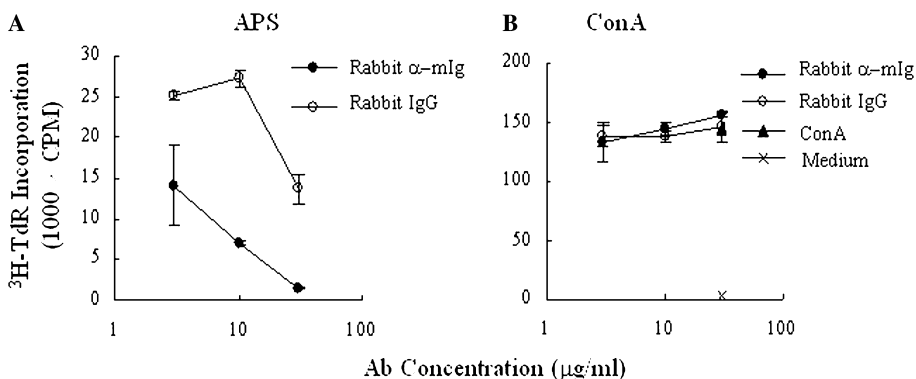 A
APS
B
ConA
30
25
20
15
10
5
0
1
10
100
Rabbit α-mIg
Rabbit IgG
200
150
100
50
0
1
10
100
Rabbit α-mIg
Rabbit IgG
ConA
Medium
³H-TdR Incorporation
(1000 · CPM)
Ab Concentration (μg/ml)